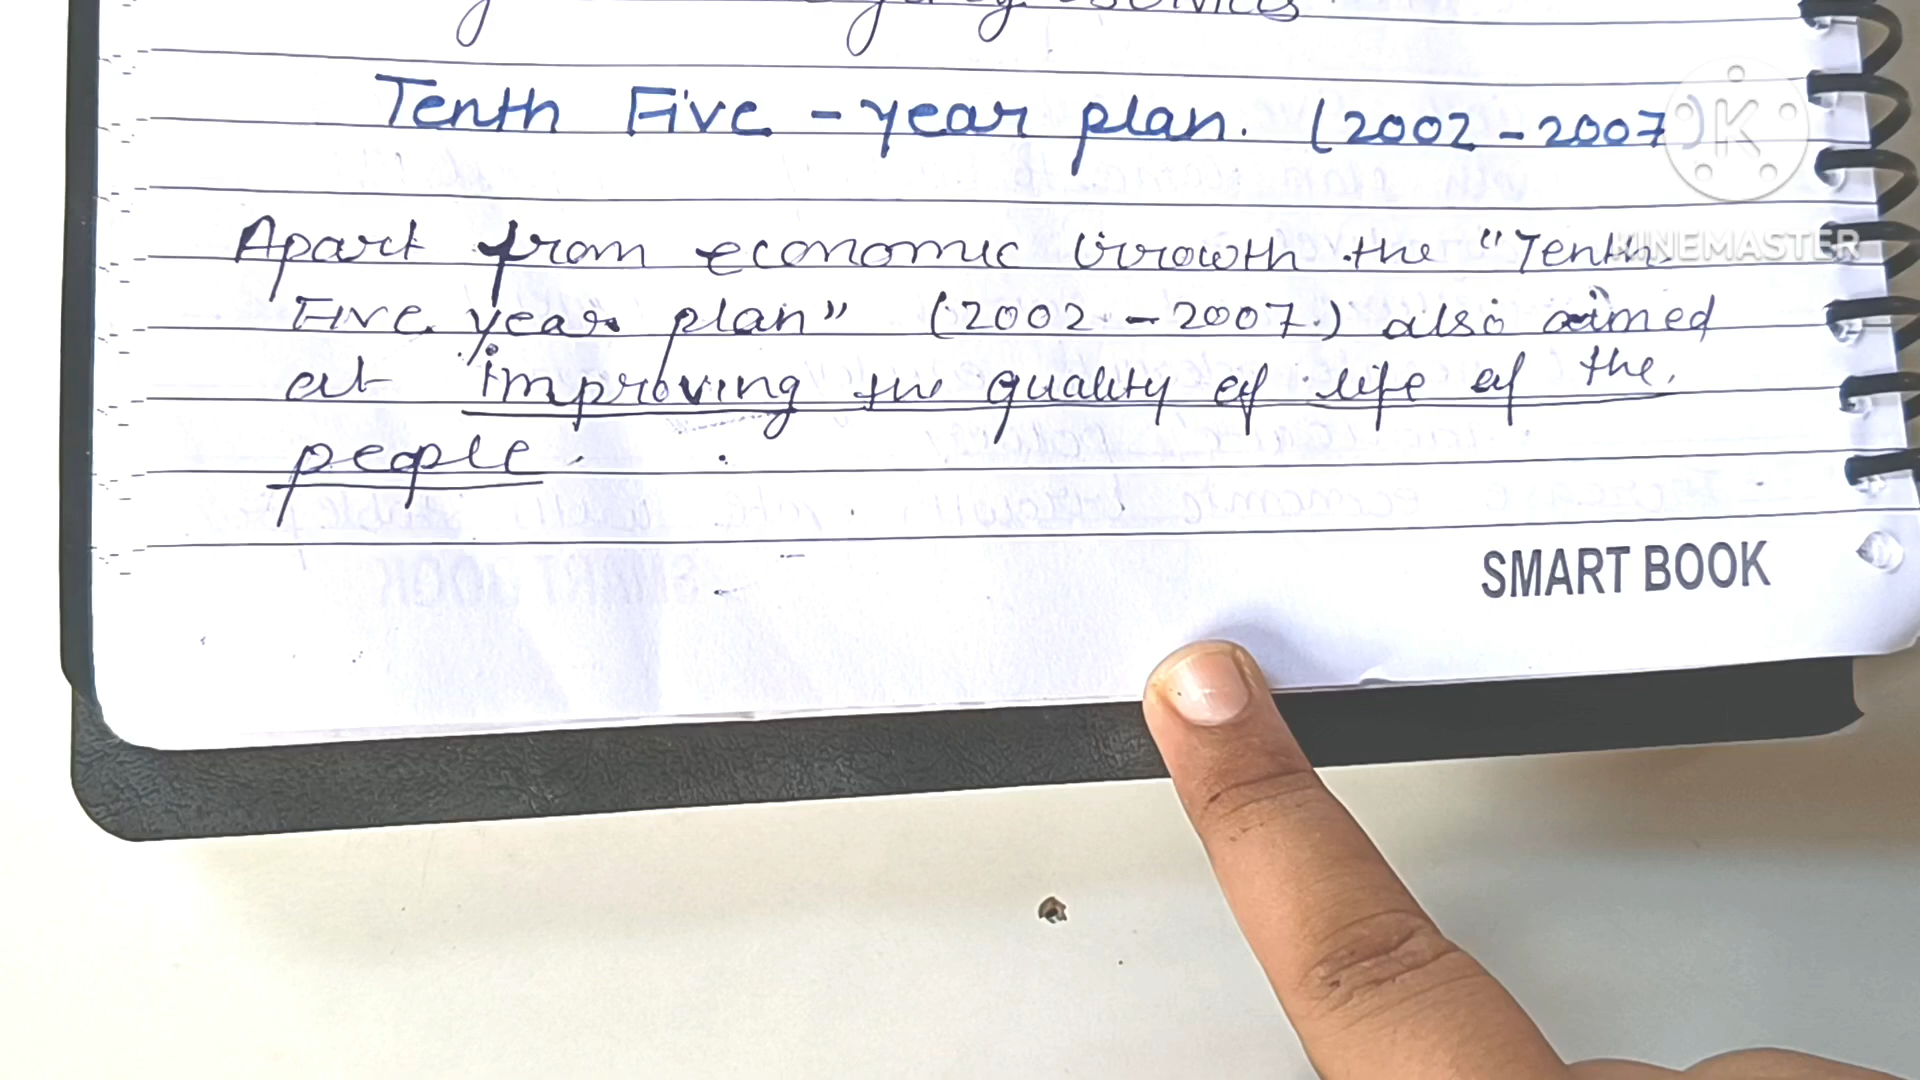 services
Tenth Five - year plan. (2002 - 2007)
K
KINEMASTER
Apart from economic Growth the "Tenth
Five year plan" (2002 - 2007) also aimed
at improving the quality of life of the
people.
SMART BOOK